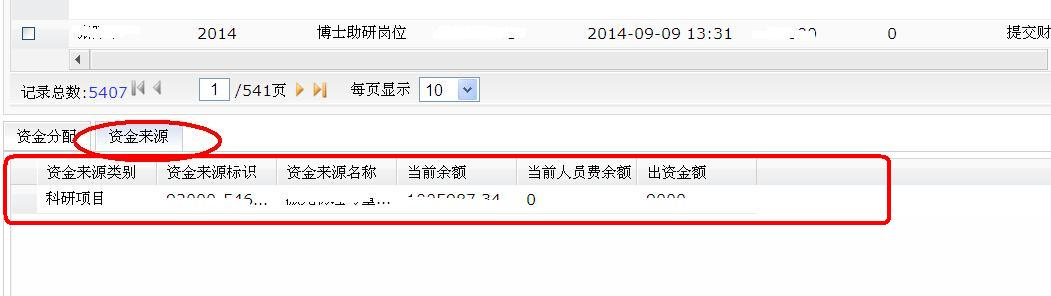 2014 博士助研岗位 2014-09-09 13:31 0 提交财
记录总数:5407 1 /541页 每页显示 10
资金分配 资金来源
资金来源类别 资金来源标识 资金来源名称 当前余额 当前人员费余额 出资金额
科研项目 0